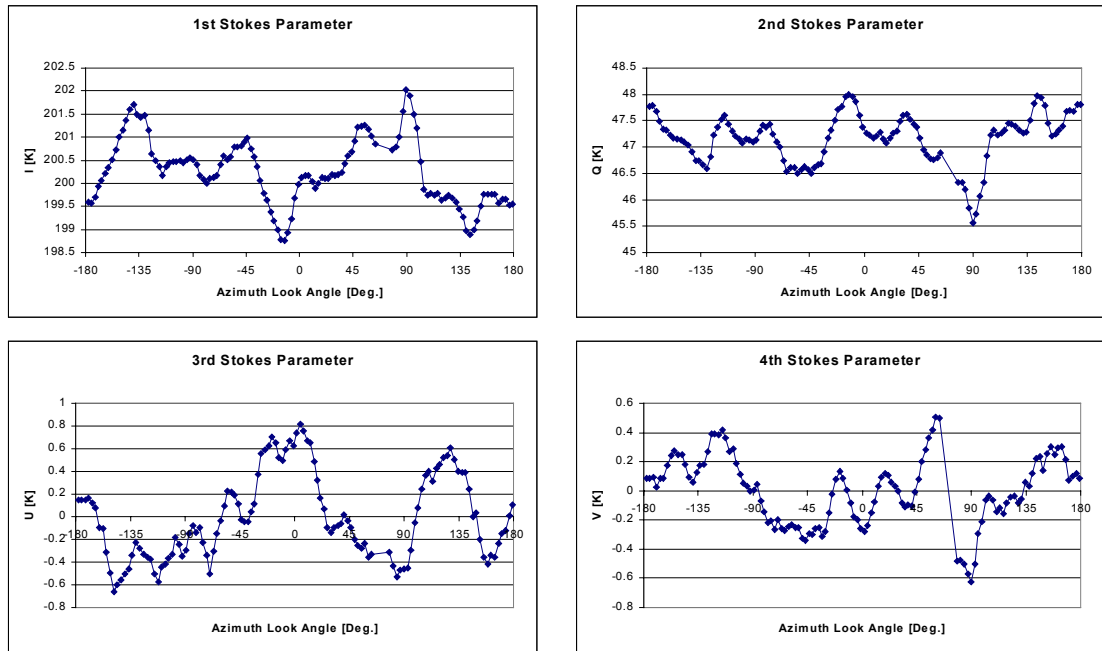 1st Stokes Parameter
I [K]
202.5
202
201.5
201
200.5
200
199.5
199
198.5
-180 -135 -90 -45 0 45 90 135 180
Azimuth Look Angle [Deg.]
2nd Stokes Parameter
Q [K]
48.5
48
47.5
47
46.5
46
45.5
45
-180 -135 -90 -45 0 45 90 135 180
Azimuth Look Angle [Deg.]
3rd Stokes Parameter
U [K]
1
0.8
0.6
0.4
0.2
0
-0.2
-0.4
-0.6
-0.8
-180 -135 -90 -45 0 45 90 135 180
Azimuth Look Angle [Deg.]
4th Stokes Parameter
V [K]
0.6
0.4
0.2
0
-0.2
-0.4
-0.6
-0.8
-180 -135 -90 -45 0 45 90 135 180
Azimuth Look Angle [Deg.]